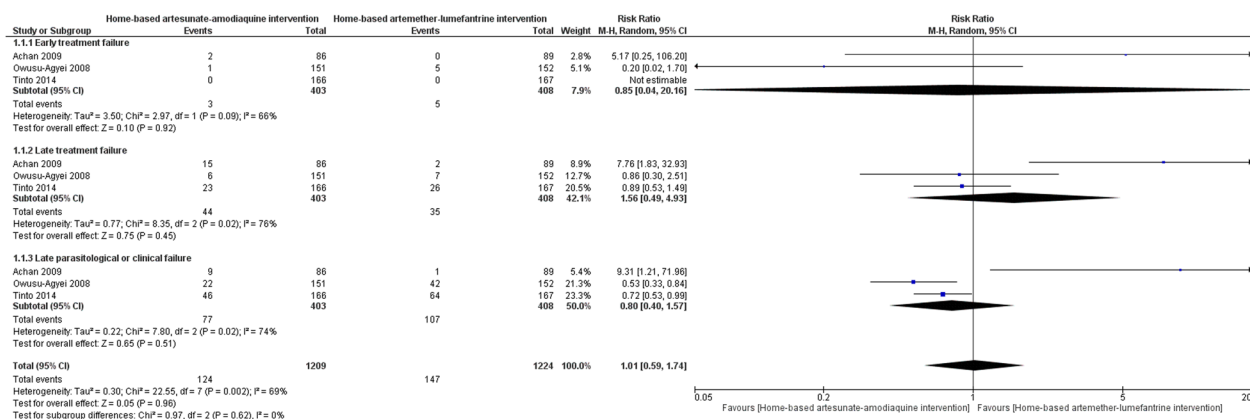 Home-based artesunate-amodiaquine intervention Home-based artemether-lumefantrine intervention Risk Ratio Risk Ratio
Study or Subgroup Events Total Events Total Weight M-H, Random, 95% CI M-H, Random, 95% CI
1.1.1 Early treatment failure
Achan 2009 2 86 0 89 2.8% 5.17 [0.25, 106.20]
Owusu-Agyei 2008 1 151 5 152 5.1% 0.20 [0.02, 1.70]
Tinto 2014 0 166 0 167 Not estimable
Subtotal (95% CI) 403 408 7.9% 0.85 [0.04, 20.16]
Total events 3 5
Heterogeneity: Tau² = 3.50; Chi² = 2.97, df = 1 (P = 0.09); I² = 66%
Test for overall effect: Z = 0.10 (P = 0.92)
1.1.2 Late treatment failure
Achan 2009 15 86 2 89 8.9% 7.76 [1.83, 32.93]
Owusu-Agyei 2008 6 151 7 152 12.7% 0.86 [0.30, 2.51]
Tinto 2014 23 166 26 167 20.5% 0.89 [0.53, 1.49]
Subtotal (95% CI) 403 408 42.1% 1.56 [0.49, 4.93]
Total events 44 35
Heterogeneity: Tau² = 0.77; Chi² = 8.35, df = 2 (P = 0.02); I² = 76%
Test for overall effect: Z = 0.75 (P = 0.45)
1.1.3 Late parasitological or clinical failure
Achan 2009 9 86 1 89 5.4% 9.31 [1.21, 71.96]
Owusu-Agyei 2008 22 151 42 152 21.3% 0.53 [0.33, 0.84]
Tinto 2014 46 166 64 167 23.3% 0.72 [0.53, 0.99]
Subtotal (95% CI) 403 408 50.0% 0.80 [0.40, 1.57]
Total events 77 107
Heterogeneity: Tau² = 0.22; Chi² = 7.80, df = 2 (P = 0.02); I² = 74%
Test for overall effect: Z = 0.65 (P = 0.51)
Total (95% CI) 1209 1224 100.0% 1.01 [0.59, 1.74]
Total events 124 147
Heterogeneity: Tau² = 0.30; Chi² = 22.55, df = 7 (P = 0.002); I² = 69%
Test for overall effect: Z = 0.05 (P = 0.96)
Test for subgroup differences: Chi² = 0.97, df = 2 (P = 0.62), I² = 0%
0.05 0.2 1 5 20
Favours [Home-based artesunate-amodiaquine intervention] Favours [Home-based artemether-lumefantrine intervention]